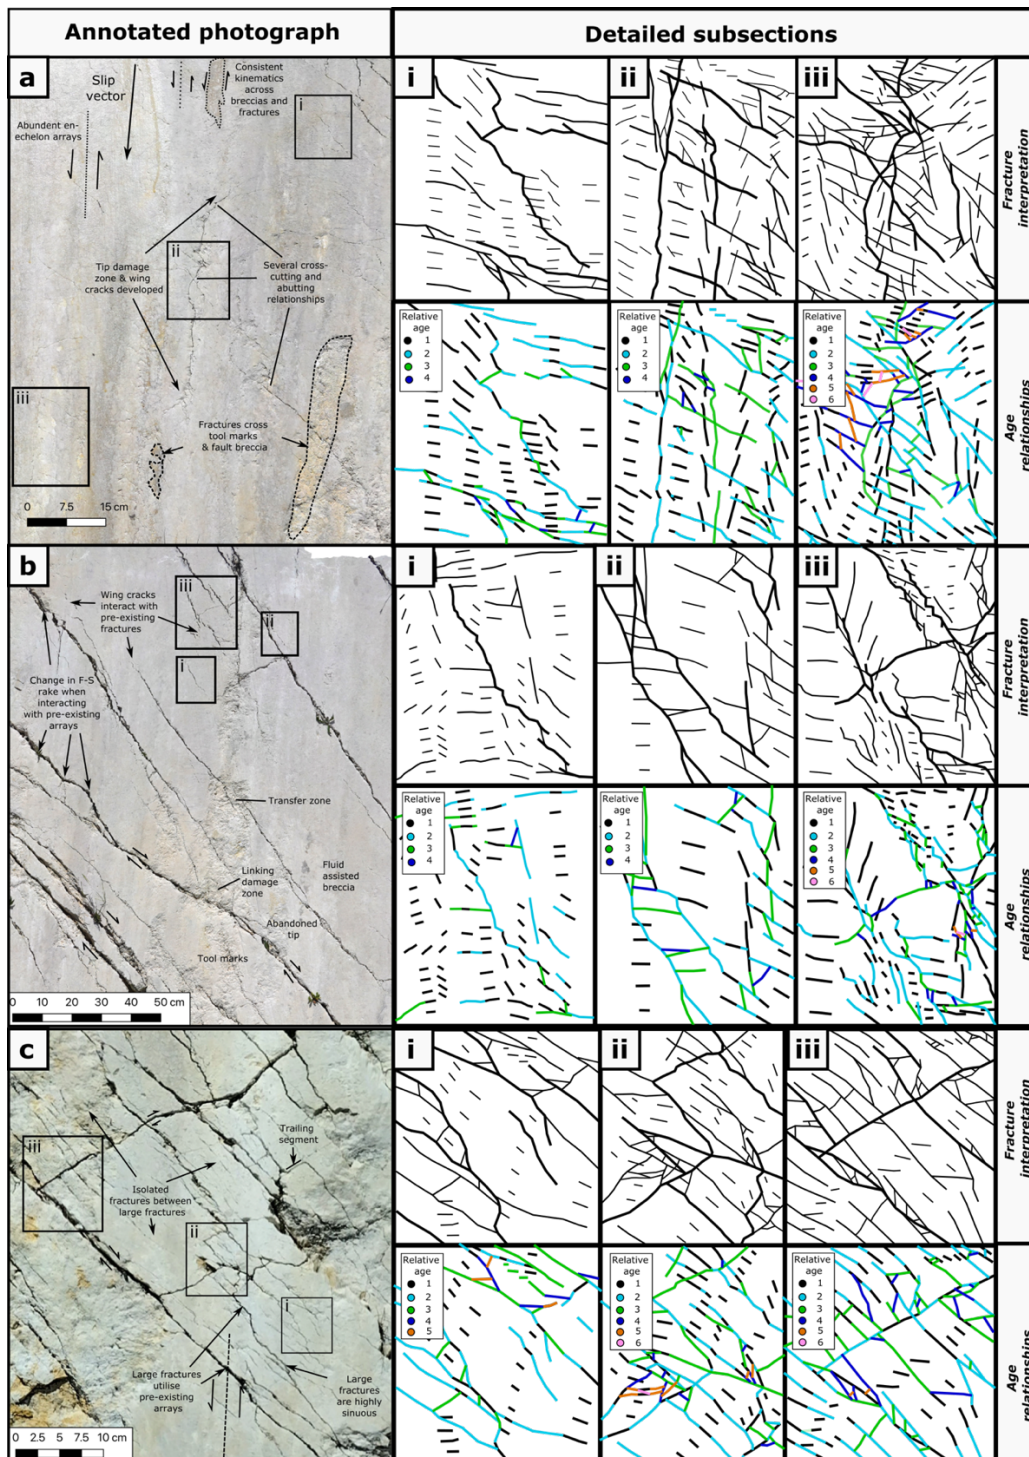 Annotated photograph
Detailed subsections
a
Slip
vector
Consistent
kinematics
across
breccias and
fractures
i
Abundent en-
echelon arrays
ii
Tip damage
zone & wing
cracks developed
Several cross-
cutting and
abutting
relationships
iii
Fractures cross
tool marks
& fault breccia
0 7.5 15 cm
i
ii
iii
Fracture
interpretation
Relative
age
1
2
3
4
Relative
age
1
2
3
4
Relative
age
1
2
3
4
5
6
Age
relationships
b
Wing cracks
interact with
pre-existing
fractures
iii
ii
i
Change in F-S
rake when
interacting
with pre-existing
arrays
Transfer zone
Linking
damage
zone
Fluid
assisted
breccia
Abandoned
tip
Tool marks
0 10 20 30 40 50 cm
i
ii
iii
Fracture
interpretation
Relative
age
1
2
3
4
Relative
age
1
2
3
4
Relative
age
1
2
3
4
5
6
Age
relationships
c
Trailing
segment
iii
Isolated
fractures between
large fractures
ii
i
Large fractures
utilise
pre-existing
arrays
Large
fractures
are highly
sinuous
0 2.5 5 7.5 10 cm
i
ii
iii
Fracture
interpretation
Relative
age
1
2
3
4
5
Relative
age
1
2
3
4
5
6
Relative
age
1
2
3
4
5
Age
relationships